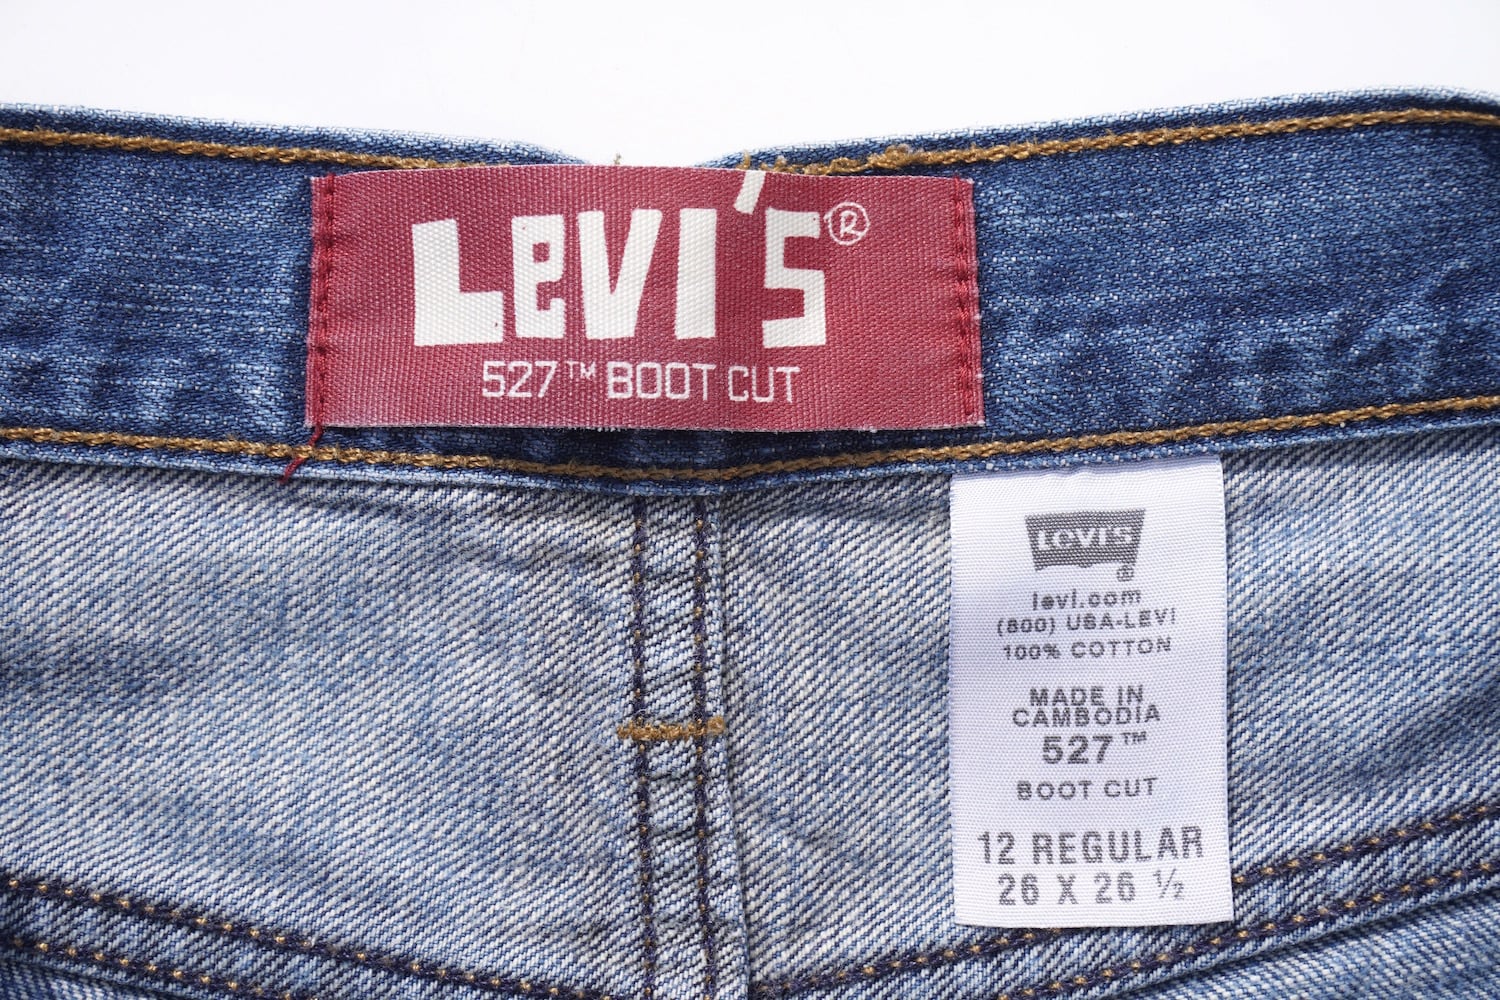 LeVI'S®
527™ BOOT CUT
Levi's
®
levi.com
(800) USA-LEVI
100% COTTON
MADE IN
CAMBODIA
527™
BOOT CUT
12 REGULAR
26 X 26 ½